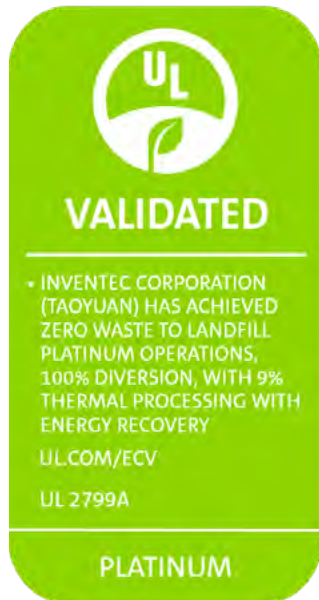 UL
VALIDATED
• INVENTEC CORPORATION
(TAOYUAN) HAS ACHIEVED
ZERO WASTE TO LANDFILL
PLATINUM OPERATIONS,
100% DIVERSION, WITH 9%
THERMAL PROCESSING WITH
ENERGY RECOVERY
UL.COM/ECV
UL 2799A
PLATINUM